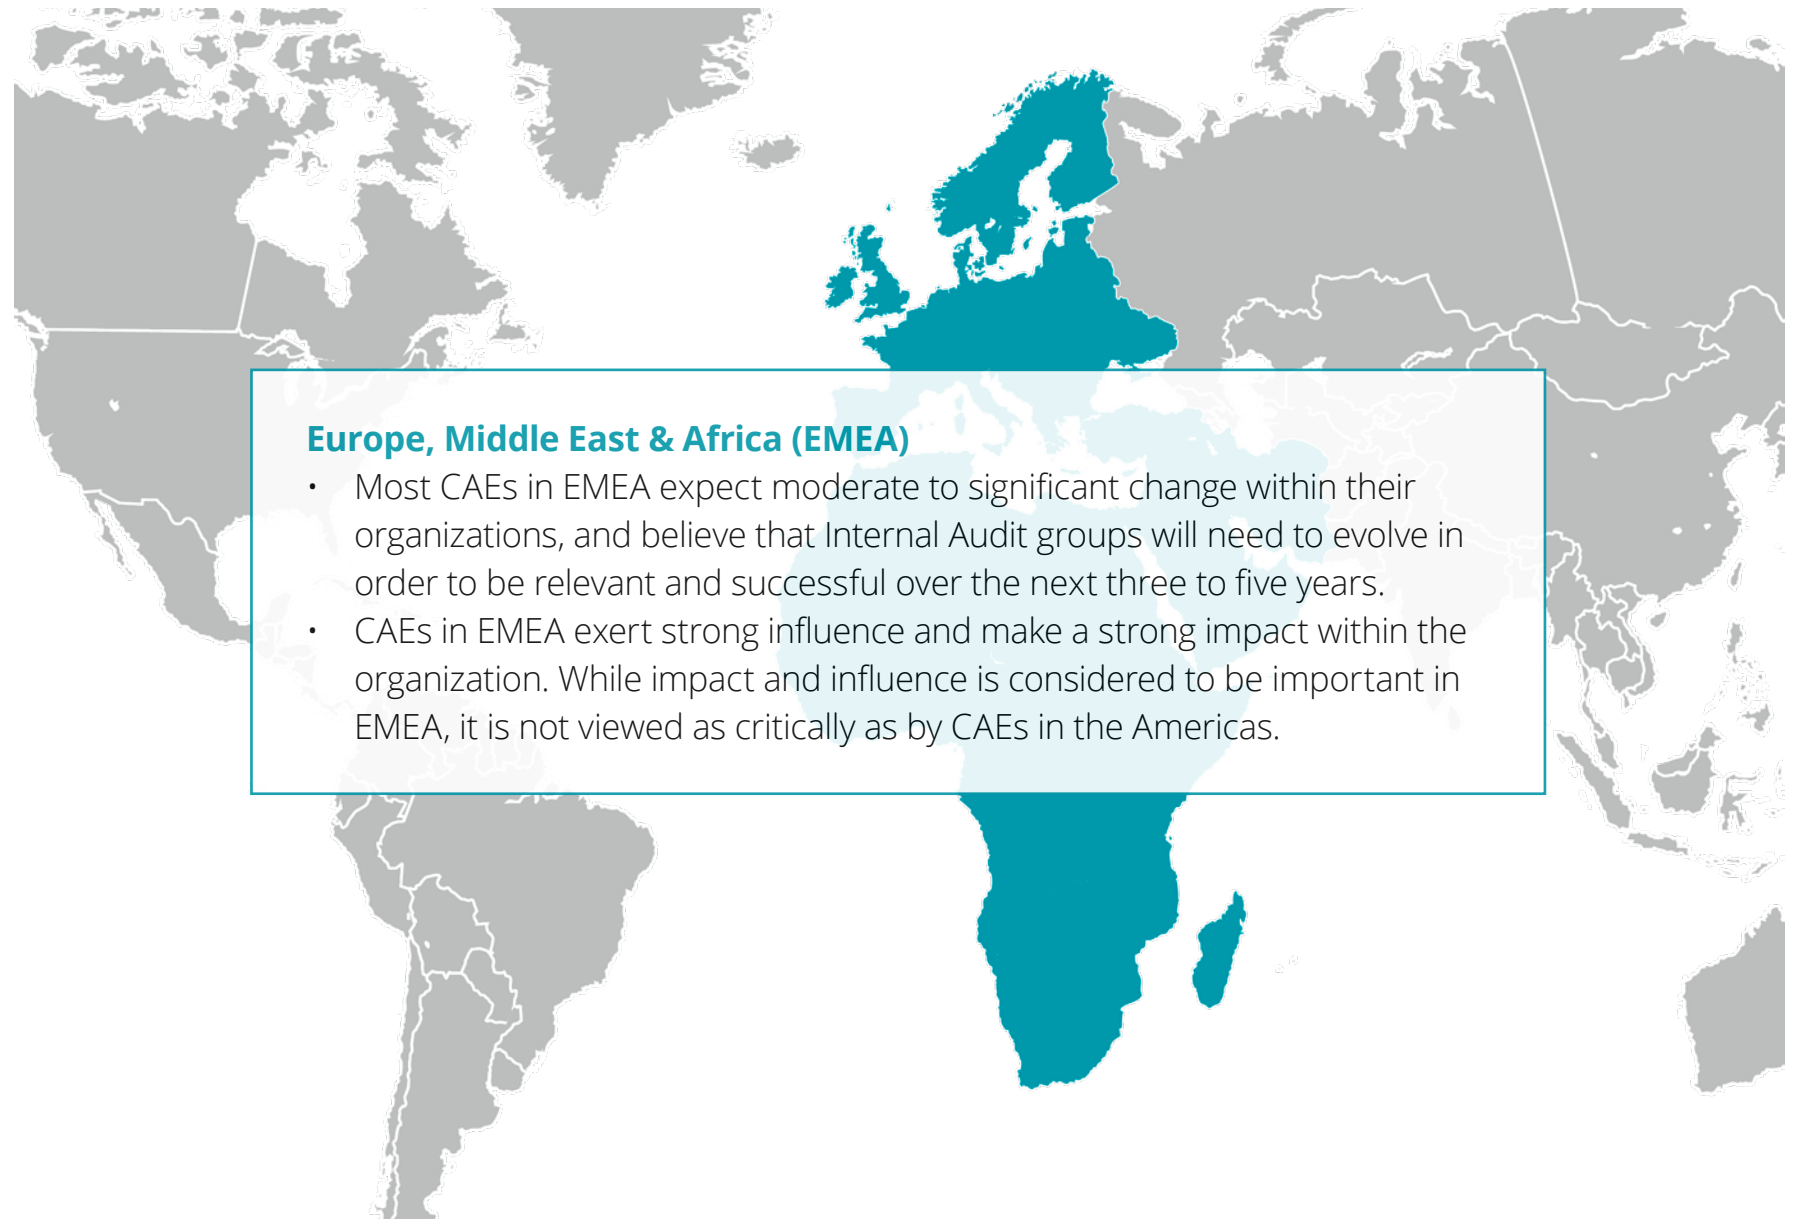 Europe, Middle East & Africa (EMEA)
• Most CAEs in EMEA expect moderate to significant change within their
organizations, and believe that Internal Audit groups will need to evolve in
order to be relevant and successful over the next three to five years.
• CAEs in EMEA exert strong influence and make a strong impact within the
organization. While impact and influence is considered to be important in
EMEA, it is not viewed as critically as by CAEs in the Americas.